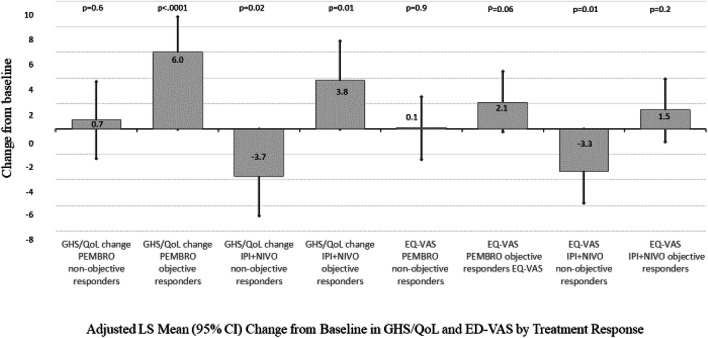 p=0.6 p<.0001 p=0.02 p=0.01 p=0.9 P=0.06 p=0.01 p=0.2
Change from baseline
10
8
6
4
2
0
-2
-4
-6
-8
0.7
6.0
-3.7
3.8
0.1
2.1
-3.3
1.5
GHS/QoL change
PEMBRO
non-objective
responders
GHS/QoL change
PEMBRO
objective
responders
GHS/QoL change
IPI+NIVO
non-objective
responders
GHS/QoL change
IPI+NIVO
objective
responders
EQ-VAS
PEMBRO
non-objective
responders
EQ-VAS
PEMBRO objective
responders EQ-VAS
EQ-VAS
IPI+NIVO
non-objective
responders
EQ-VAS
IPI+NIVO objective
responders
Adjusted LS Mean (95% CI) Change from Baseline in GHS/QoL and ED-VAS by Treatment Response